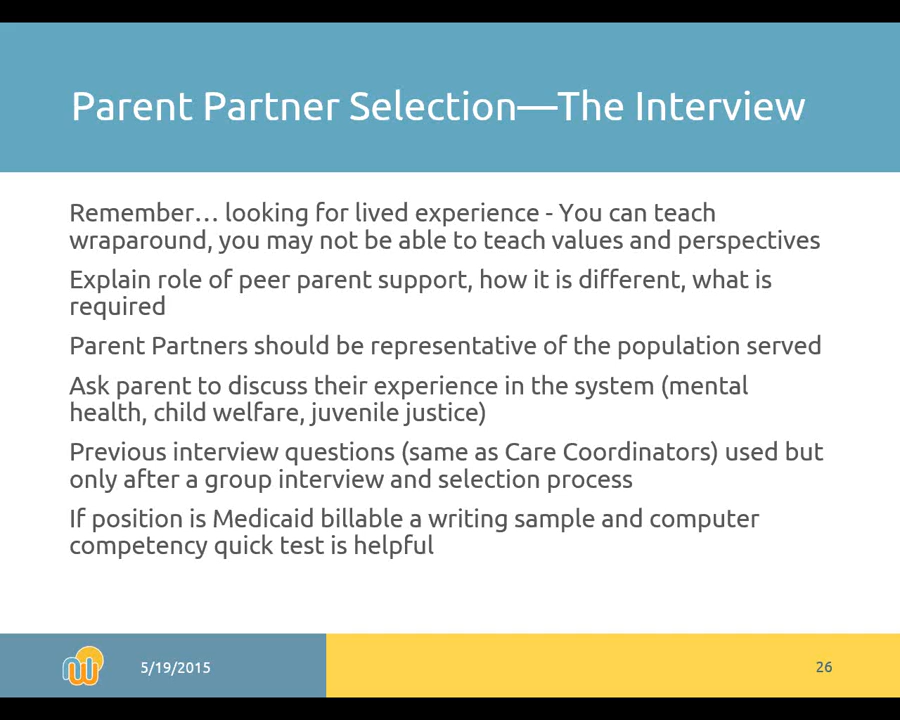 Parent Partner Selection—The Interview
Remember… looking for lived experience - You can teach
wraparound, you may not be able to teach values and perspectives
Explain role of peer parent support, how it is different, what is
required
Parent Partners should be representative of the population served
Ask parent to discuss their experience in the system (mental
health, child welfare, juvenile justice)
Previous interview questions (same as Care Coordinators) used but
only after a group interview and selection process
If position is Medicaid billable a writing sample and computer
competency quick test is helpful
5/19/2015
26